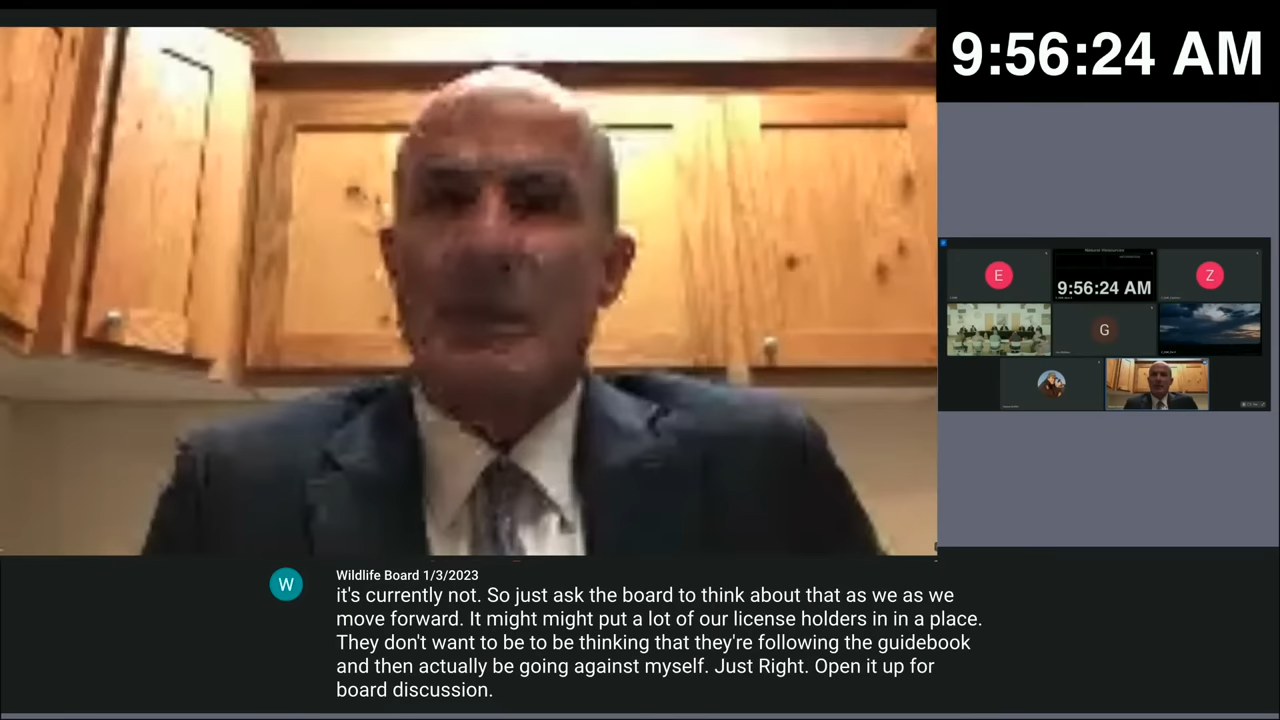 9:56:24 AM
E
9:56:24 AM
Z
G
W
Wildlife Board 1/3/2023
it's currently not. So just ask the board to think about that as we as we
move forward. It might might put a lot of our license holders in in a place.
They don't want to be to be thinking that they're following the guidebook
and then actually be going against myself. Just Right. Open it up for
board discussion.